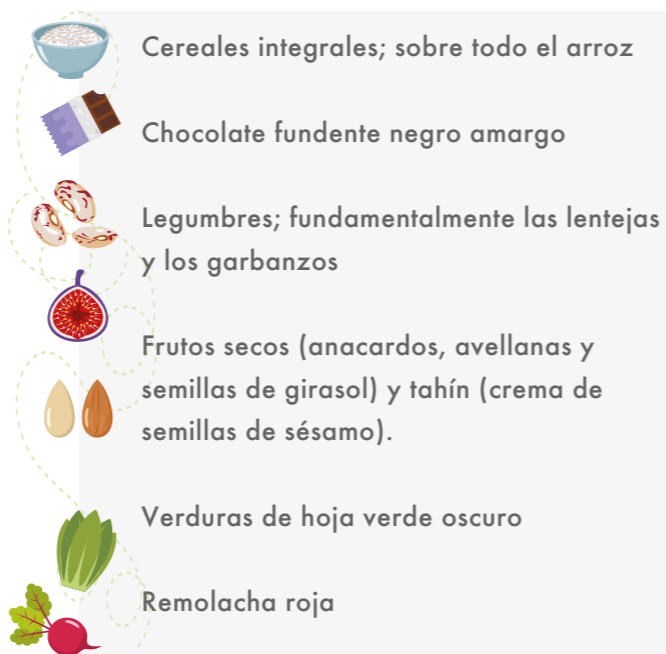 Cereales integrales; sobre todo el arroz
Chocolate fundente negro amargo
Legumbres; fundamentalmente las lentejas
y los garbanzos
Frutos secos (anacardos, avellanas y
semillas de girasol) y tahín (crema de
semillas de sésamo).
Verduras de hoja verde oscuro
Remolacha roja